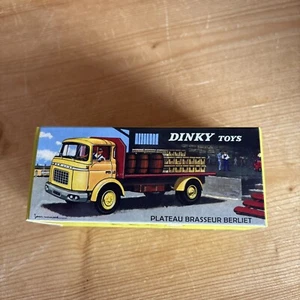 DINKY TOYS
PLATEAU BRASSEUR BERLIET